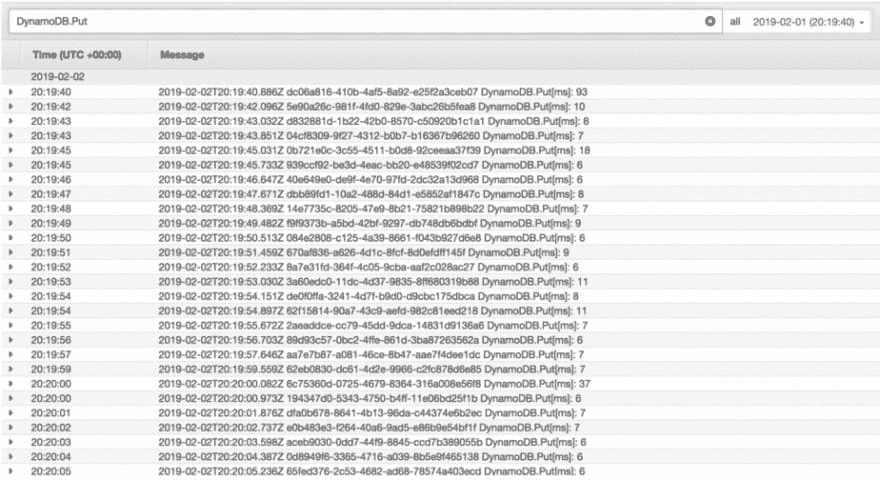 DynamoDB.Put
all 2019-02-01 (20:19:40)
Time (UTC +00:00) Message
2019-02-02
20:19:40 2019-02-02T20:19:40.886Z dc06a816-410b-4af5-8a92-e25f2a3ceb07 DynamoDB.Put[ms]: 93
20:19:42 2019-02-02T20:19:42.096Z 5e90a26c-981f-4fd0-829e-3abc26b5fea8 DynamoDB.Put[ms]: 10
20:19:43 2019-02-02T20:19:43.032Z d832881d-1b22-42b0-8570-c50920b1c1a1 DynamoDB.Put[ms]: 8
20:19:43 2019-02-02T20:19:43.851Z 04cf8309-9f27-4312-b0b7-b16367b96260 DynamoDB.Put[ms]: 7
20:19:45 2019-02-02T20:19:45.031Z 0b721e0c-3c55-4511-b0d8-92ceeaa37f39 DynamoDB.Put[ms]: 18
20:19:45 2019-02-02T20:19:45.733Z 939ccf92-be3d-4eac-bb20-e48539f02cd7 DynamoDB.Put[ms]: 6
20:19:46 2019-02-02T20:19:46.647Z 40e649e0-de9f-4e70-97fd-2dc32a13d968 DynamoDB.Put[ms]: 6
20:19:47 2019-02-02T20:19:47.671Z dbb89fd1-10a2-488d-84d1-e5852af1847c DynamoDB.Put[ms]: 8
20:19:48 2019-02-02T20:19:48.369Z 14e7735c-8205-47e9-8b21-75821b898b22 DynamoDB.Put[ms]: 7
20:19:49 2019-02-02T20:19:49.482Z f9f9373b-a5bd-42bf-9297-db748db6bdbf DynamoDB.Put[ms]: 9
20:19:50 2019-02-02T20:19:50.513Z 084e2808-c125-4a39-8661-f043b927d6e8 DynamoDB.Put[ms]: 6
20:19:51 2019-02-02T20:19:51.459Z 670af836-a626-4d1c-8fcf-8d0efdff145f DynamoDB.Put[ms]: 9
20:19:52 2019-02-02T20:19:52.233Z 8a7e31fd-364f-4c05-9cba-aaf2c028ac27 DynamoDB.Put[ms]: 6
20:19:53 2019-02-02T20:19:53.030Z 3a60edc0-11dc-4d37-9835-8ff680319b88 DynamoDB.Put[ms]: 11
20:19:54 2019-02-02T20:19:54.151Z de0f0ffa-3241-4d7f-b9d0-d9cbc175dbca DynamoDB.Put[ms]: 8
20:19:54 2019-02-02T20:19:54.897Z 62f15814-90a7-43c9-aefd-982c81eed218 DynamoDB.Put[ms]: 11
20:19:55 2019-02-02T20:19:55.672Z 2aeaddce-cc79-45dd-9dca-14831d9136a6 DynamoDB.Put[ms]: 7
20:19:56 2019-02-02T20:19:56.703Z 89d93c57-0bc2-4ffe-861d-3ba87263562a DynamoDB.Put[ms]: 6
20:19:57 2019-02-02T20:19:57.646Z aa7e7b87-a081-46ce-8b47-aae7f4dee1dc DynamoDB.Put[ms]: 7
20:19:59 2019-02-02T20:19:59.559Z 62eb0830-dc61-4d2e-9966-c2fc878d6e85 DynamoDB.Put[ms]: 7
20:20:00 2019-02-02T20:20:00.082Z 6c75360d-0725-4679-8364-316a008e56f8 DynamoDB.Put[ms]: 37
20:20:00 2019-02-02T20:20:00.973Z 194347d0-5343-4750-b4ff-11e06bd25f1b DynamoDB.Put[ms]: 6
20:20:01 2019-02-02T20:20:01.876Z dfa0b678-8641-4b13-96da-c44374e6b2ec DynamoDB.Put[ms]: 7
20:20:02 2019-02-02T20:20:02.737Z e0b483e3-f264-40a6-9ad5-e86b9e54bf1f DynamoDB.Put[ms]: 7
20:20:03 2019-02-02T20:20:03.598Z aceb9030-0dd7-44f9-8845-ccd7b389055b DynamoDB.Put[ms]: 6
20:20:04 2019-02-02T20:20:04.387Z 0d8949f6-3365-4716-a039-8b5e9f465138 DynamoDB.Put[ms]: 6
20:20:05 2019-02-02T20:20:05.236Z 65fed376-2c53-4682-ad68-78574a403ecd DynamoDB.Put[ms]: 6